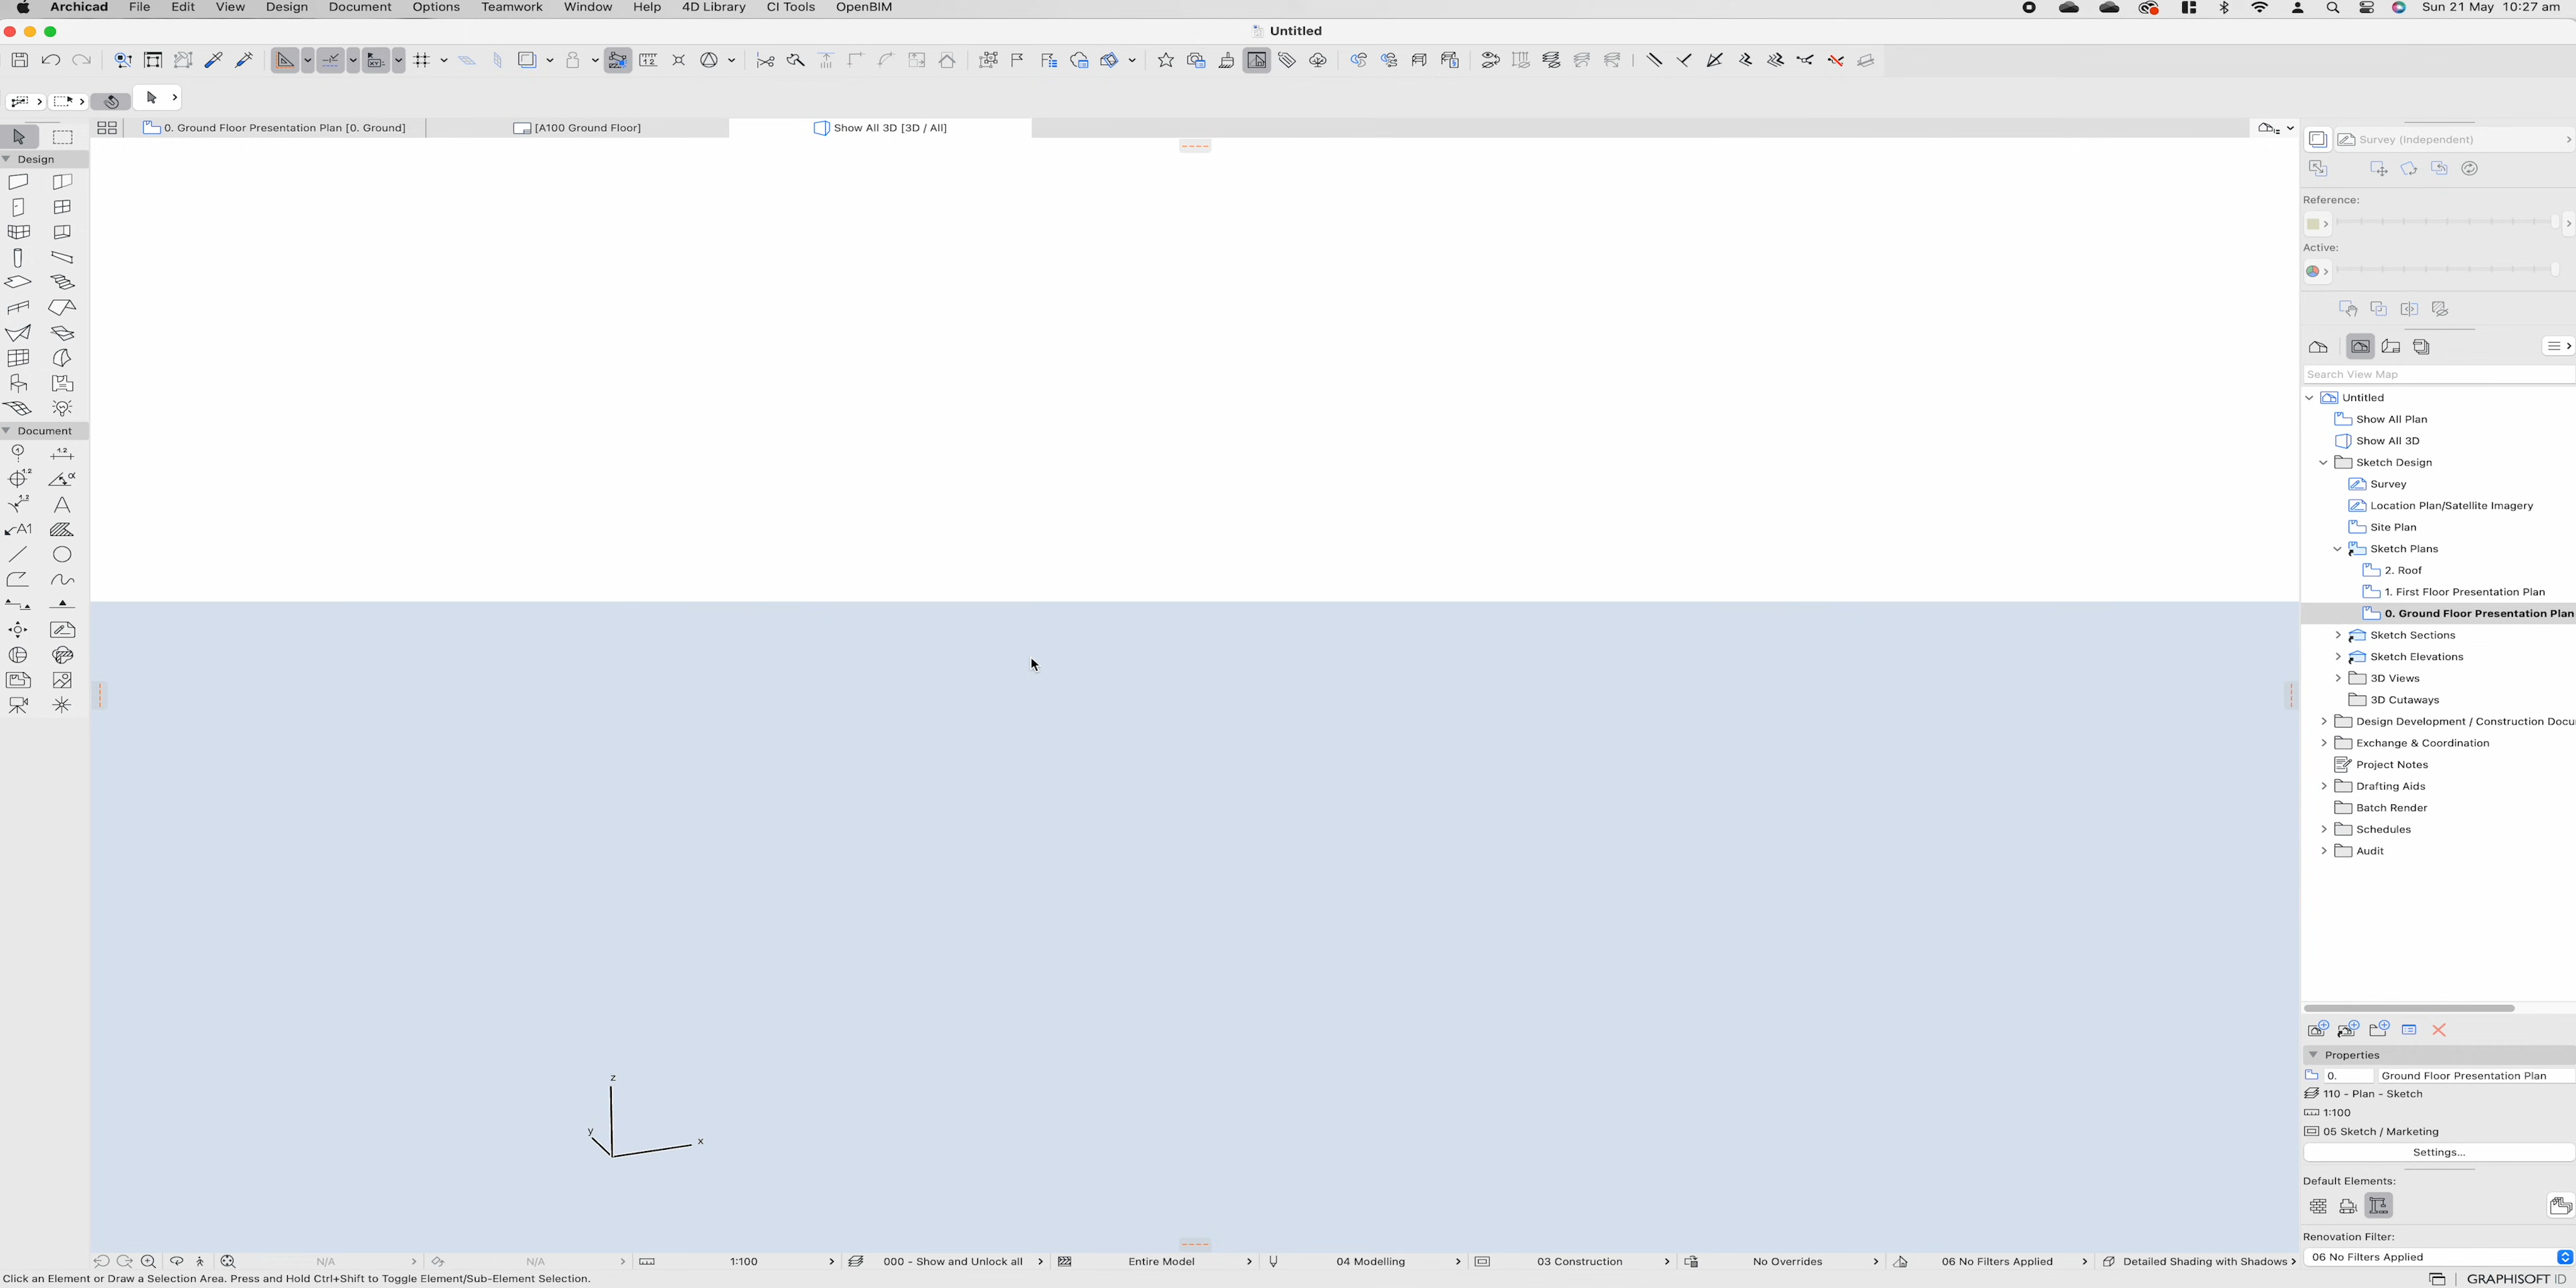 Archicad File Edit View Design Document Options Teamwork Window Help 4D Library CI Tools OpenBIM Sun 21 May 10:27 am
Untitled
0. Ground Floor Presentation Plan [0. Ground] [A100 Ground Floor] Show All 3D [3D / All]
Survey (Independent)
Design
Reference:
Active:
Search View Map
Untitled
Show All Plan
Show All 3D
Sketch Design
Survey
Location Plan/Satellite Imagery
Site Plan
Sketch Plans
2. Roof
1. First Floor Presentation Plan
0. Ground Floor Presentation Plan
Sketch Sections
Sketch Elevations
3D Views
3D Cutaways
Design Development / Construction Docu
Exchange & Coordination
Project Notes
Drafting Aids
Batch Render
Schedules
Audit
Document
1.2
1.2
α
1.2
A
A1
z
y
x
Properties
0. Ground Floor Presentation Plan
110 - Plan - Sketch
1:100
05 Sketch / Marketing
Settings...
Default Elements:
Renovation Filter:
06 No Filters Applied
N/A N/A 1:100 000 - Show and Unlock all Entire Model 04 Modelling 03 Construction No Overrides 06 No Filters Applied Detailed Shading with Shadows
Click an Element or Draw a Selection Area. Press and Hold Ctrl+Shift to Toggle Element/Sub-Element Selection.
GRAPHISOFT ID